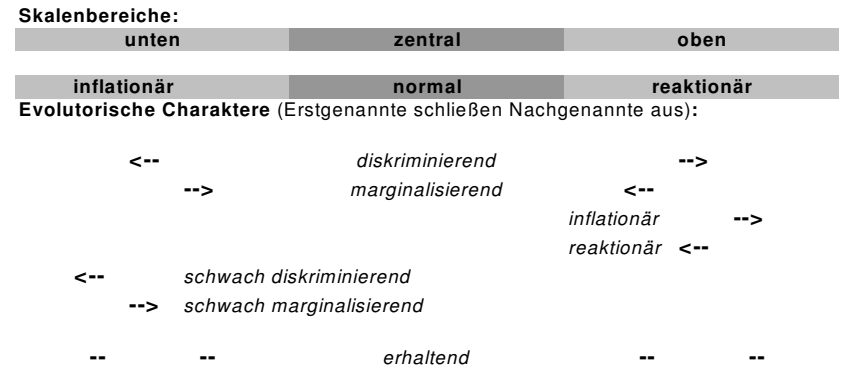 Skalenbereiche:
unten zentral oben
inflationär normal reaktionär
Evolutorische Charaktere (Erstgenannte schließen Nachgenannte aus):
<-- diskriminierend -->
--> marginalisierend <--
inflationär -->
reaktionär <--
<-- schwach diskriminierend
--> schwach marginalisierend
-- -- erhaltend -- --